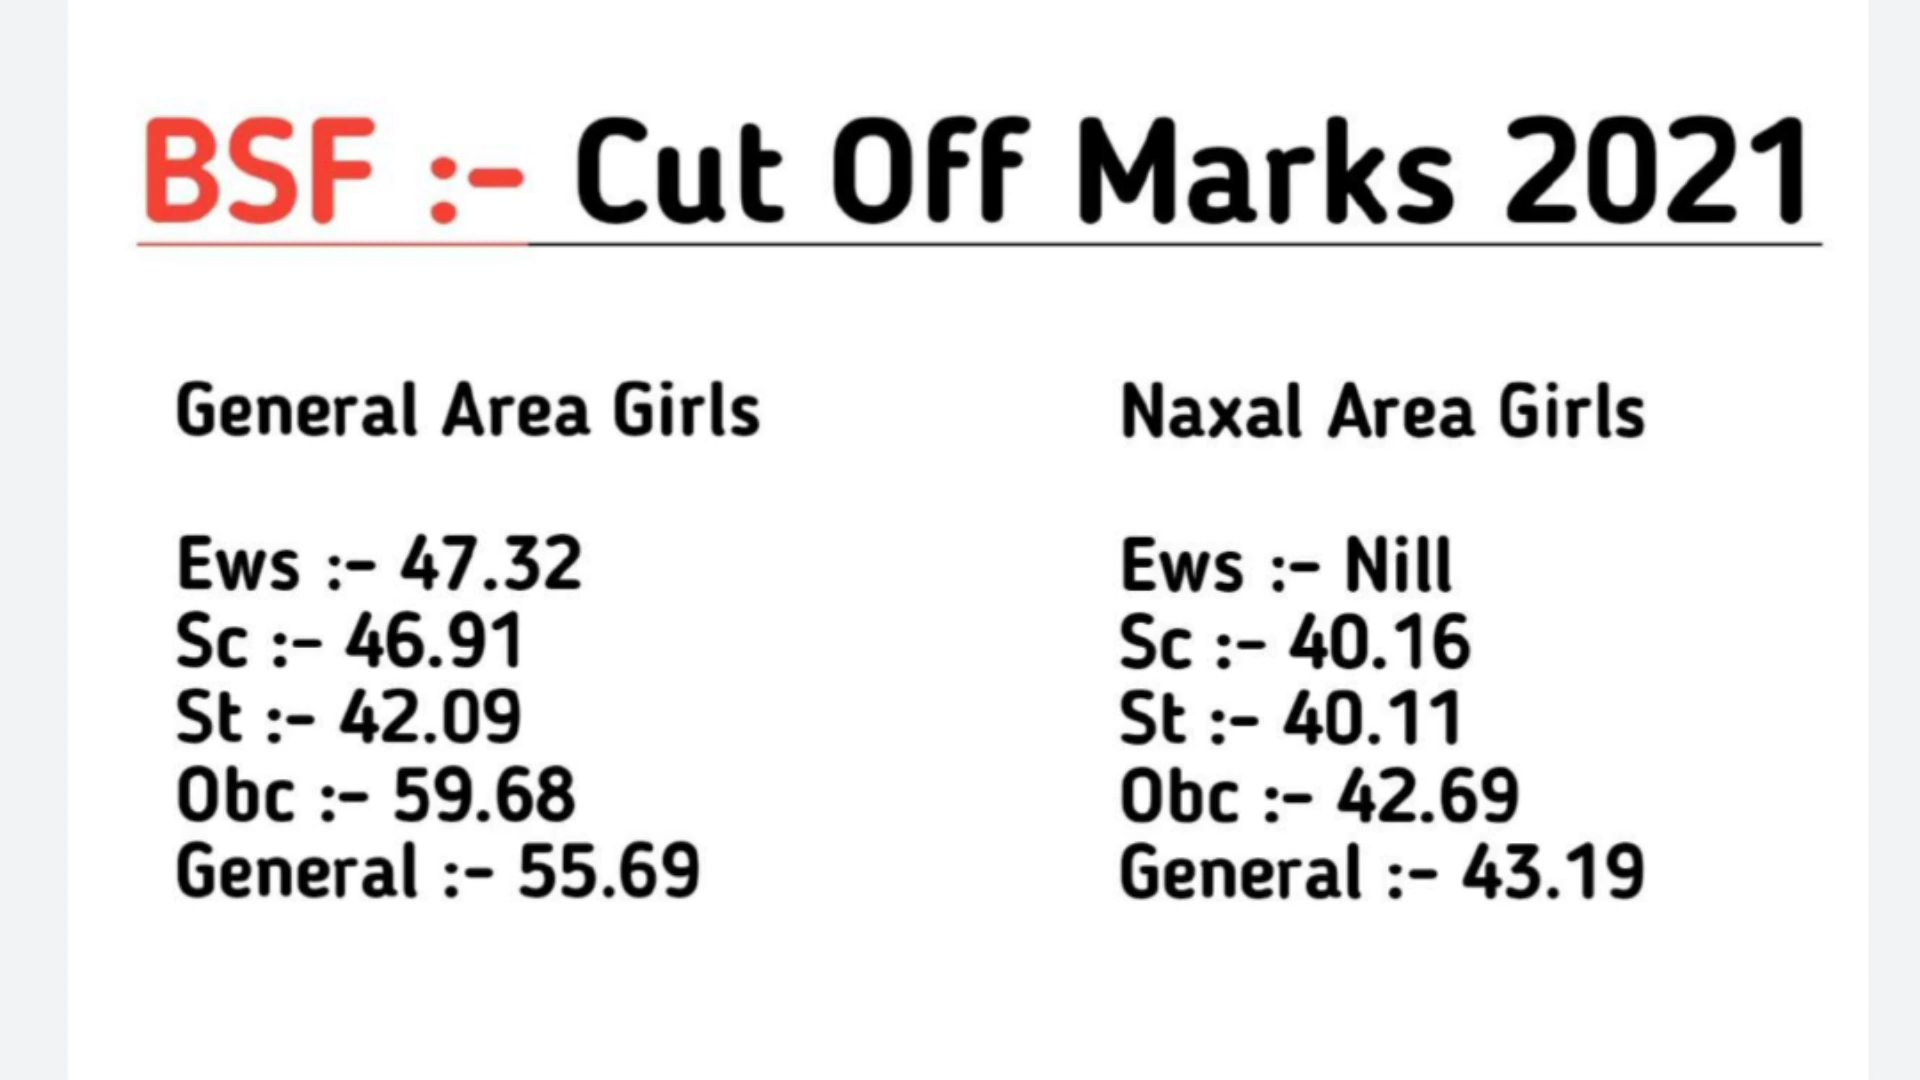 BSF :- Cut Off Marks 2021
General Area Girls
Ews :- 47.32
Sc :- 46.91
St :- 42.09
Obc :- 59.68
General :- 55.69
Naxal Area Girls
Ews :- Nill
Sc :- 40.16
St :- 40.11
Obc :- 42.69
General :- 43.19